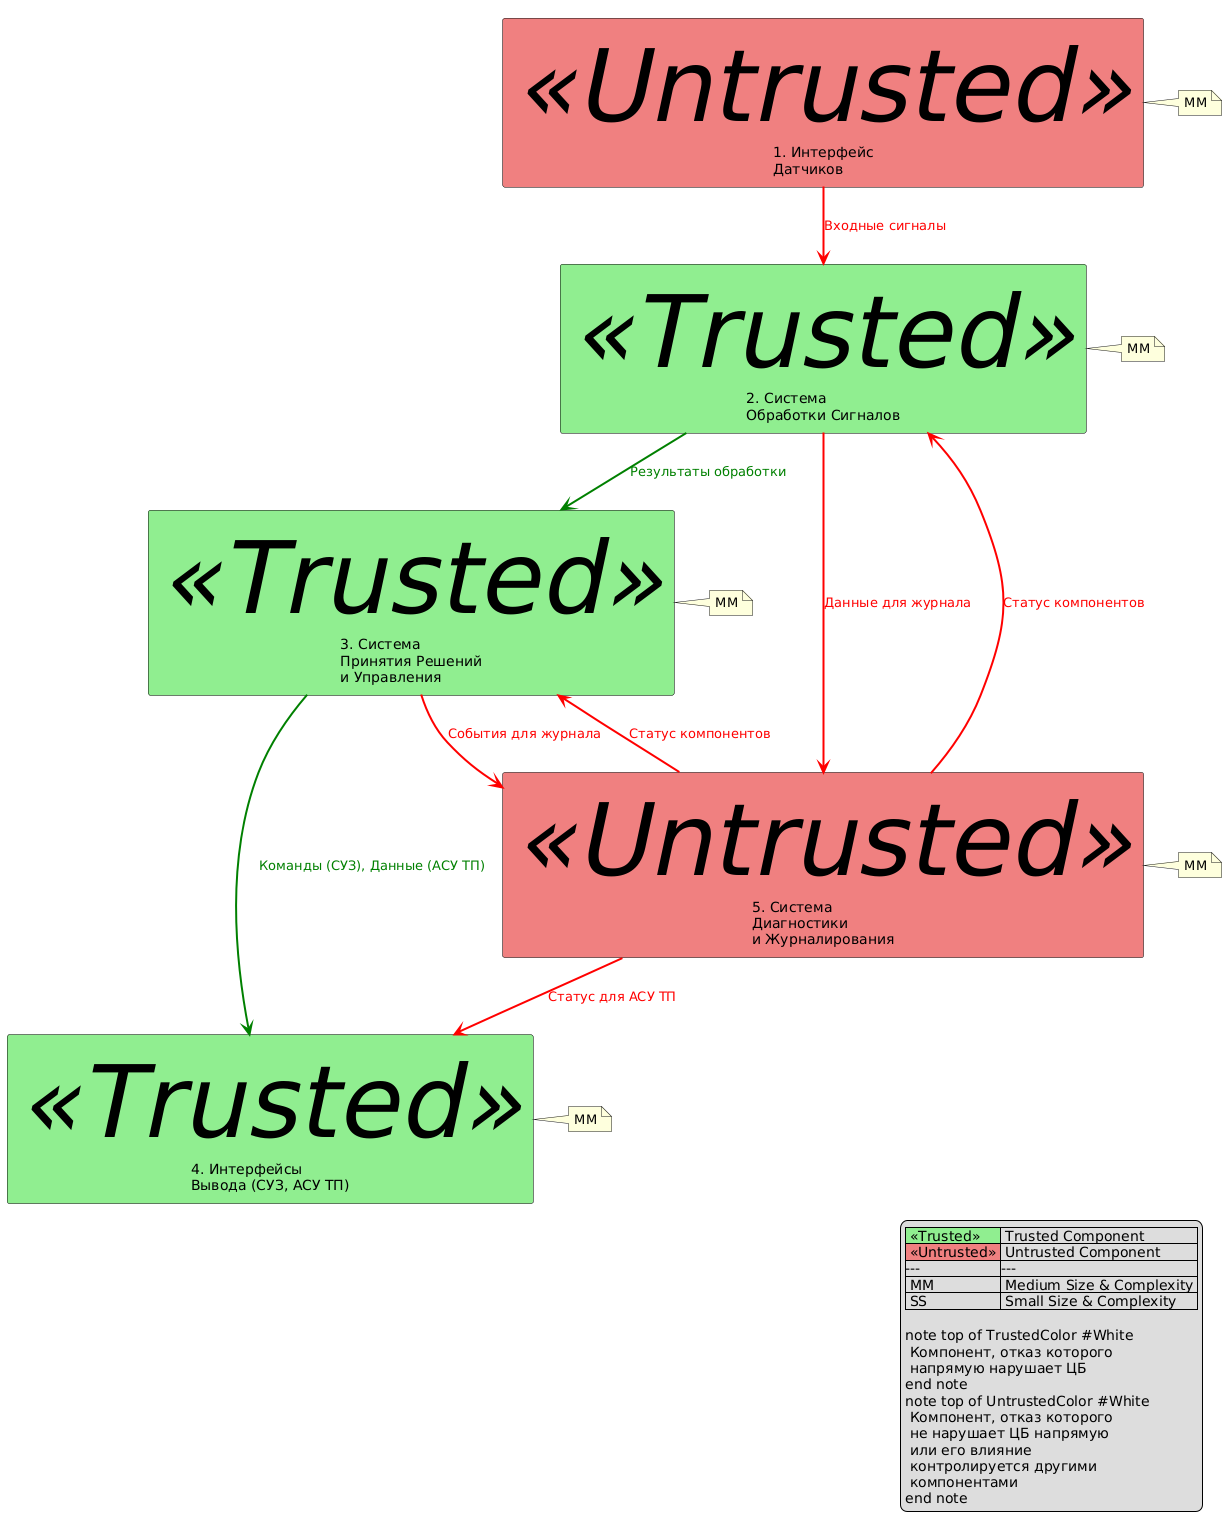 «Untrusted»
1. Интерфейс
Датчиков
MM
Входные сигналы
«Trusted»
2. Система
Обработки Сигналов
MM
Результаты обработки
«Trusted»
3. Система
Принятия Решений
и Управления
MM
Данные для журнала
Статус компонентов
События для журнала
Статус компонентов
«Untrusted»
5. Система
Диагностики
и Журналирования
MM
Команды (СУЗ), Данные (АСУ ТП)
Статус для АСУ ТП
«Trusted»
4. Интерфейсы
Вывода (СУЗ, АСУ ТП)
MM
«Trusted» Trusted Component
«Untrusted» Untrusted Component
--- ---
MM Medium Size & Complexity
SS Small Size & Complexity
note top of TrustedColor #White
Компонент, отказ которого
напрямую нарушает ЦБ
end note
note top of UntrustedColor #White
Компонент, отказ которого
не нарушает ЦБ напрямую
или его влияние
контролируется другими
компонентами
end note